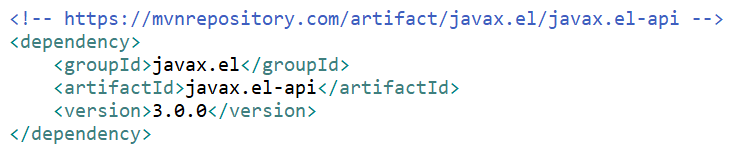 <!-- https://mvnrepository.com/artifact/javax.el/javax.el-api -->
<dependency>
    <groupId>javax.el</groupId>
    <artifactId>javax.el-api</artifactId>
    <version>3.0.0</version>
</dependency>